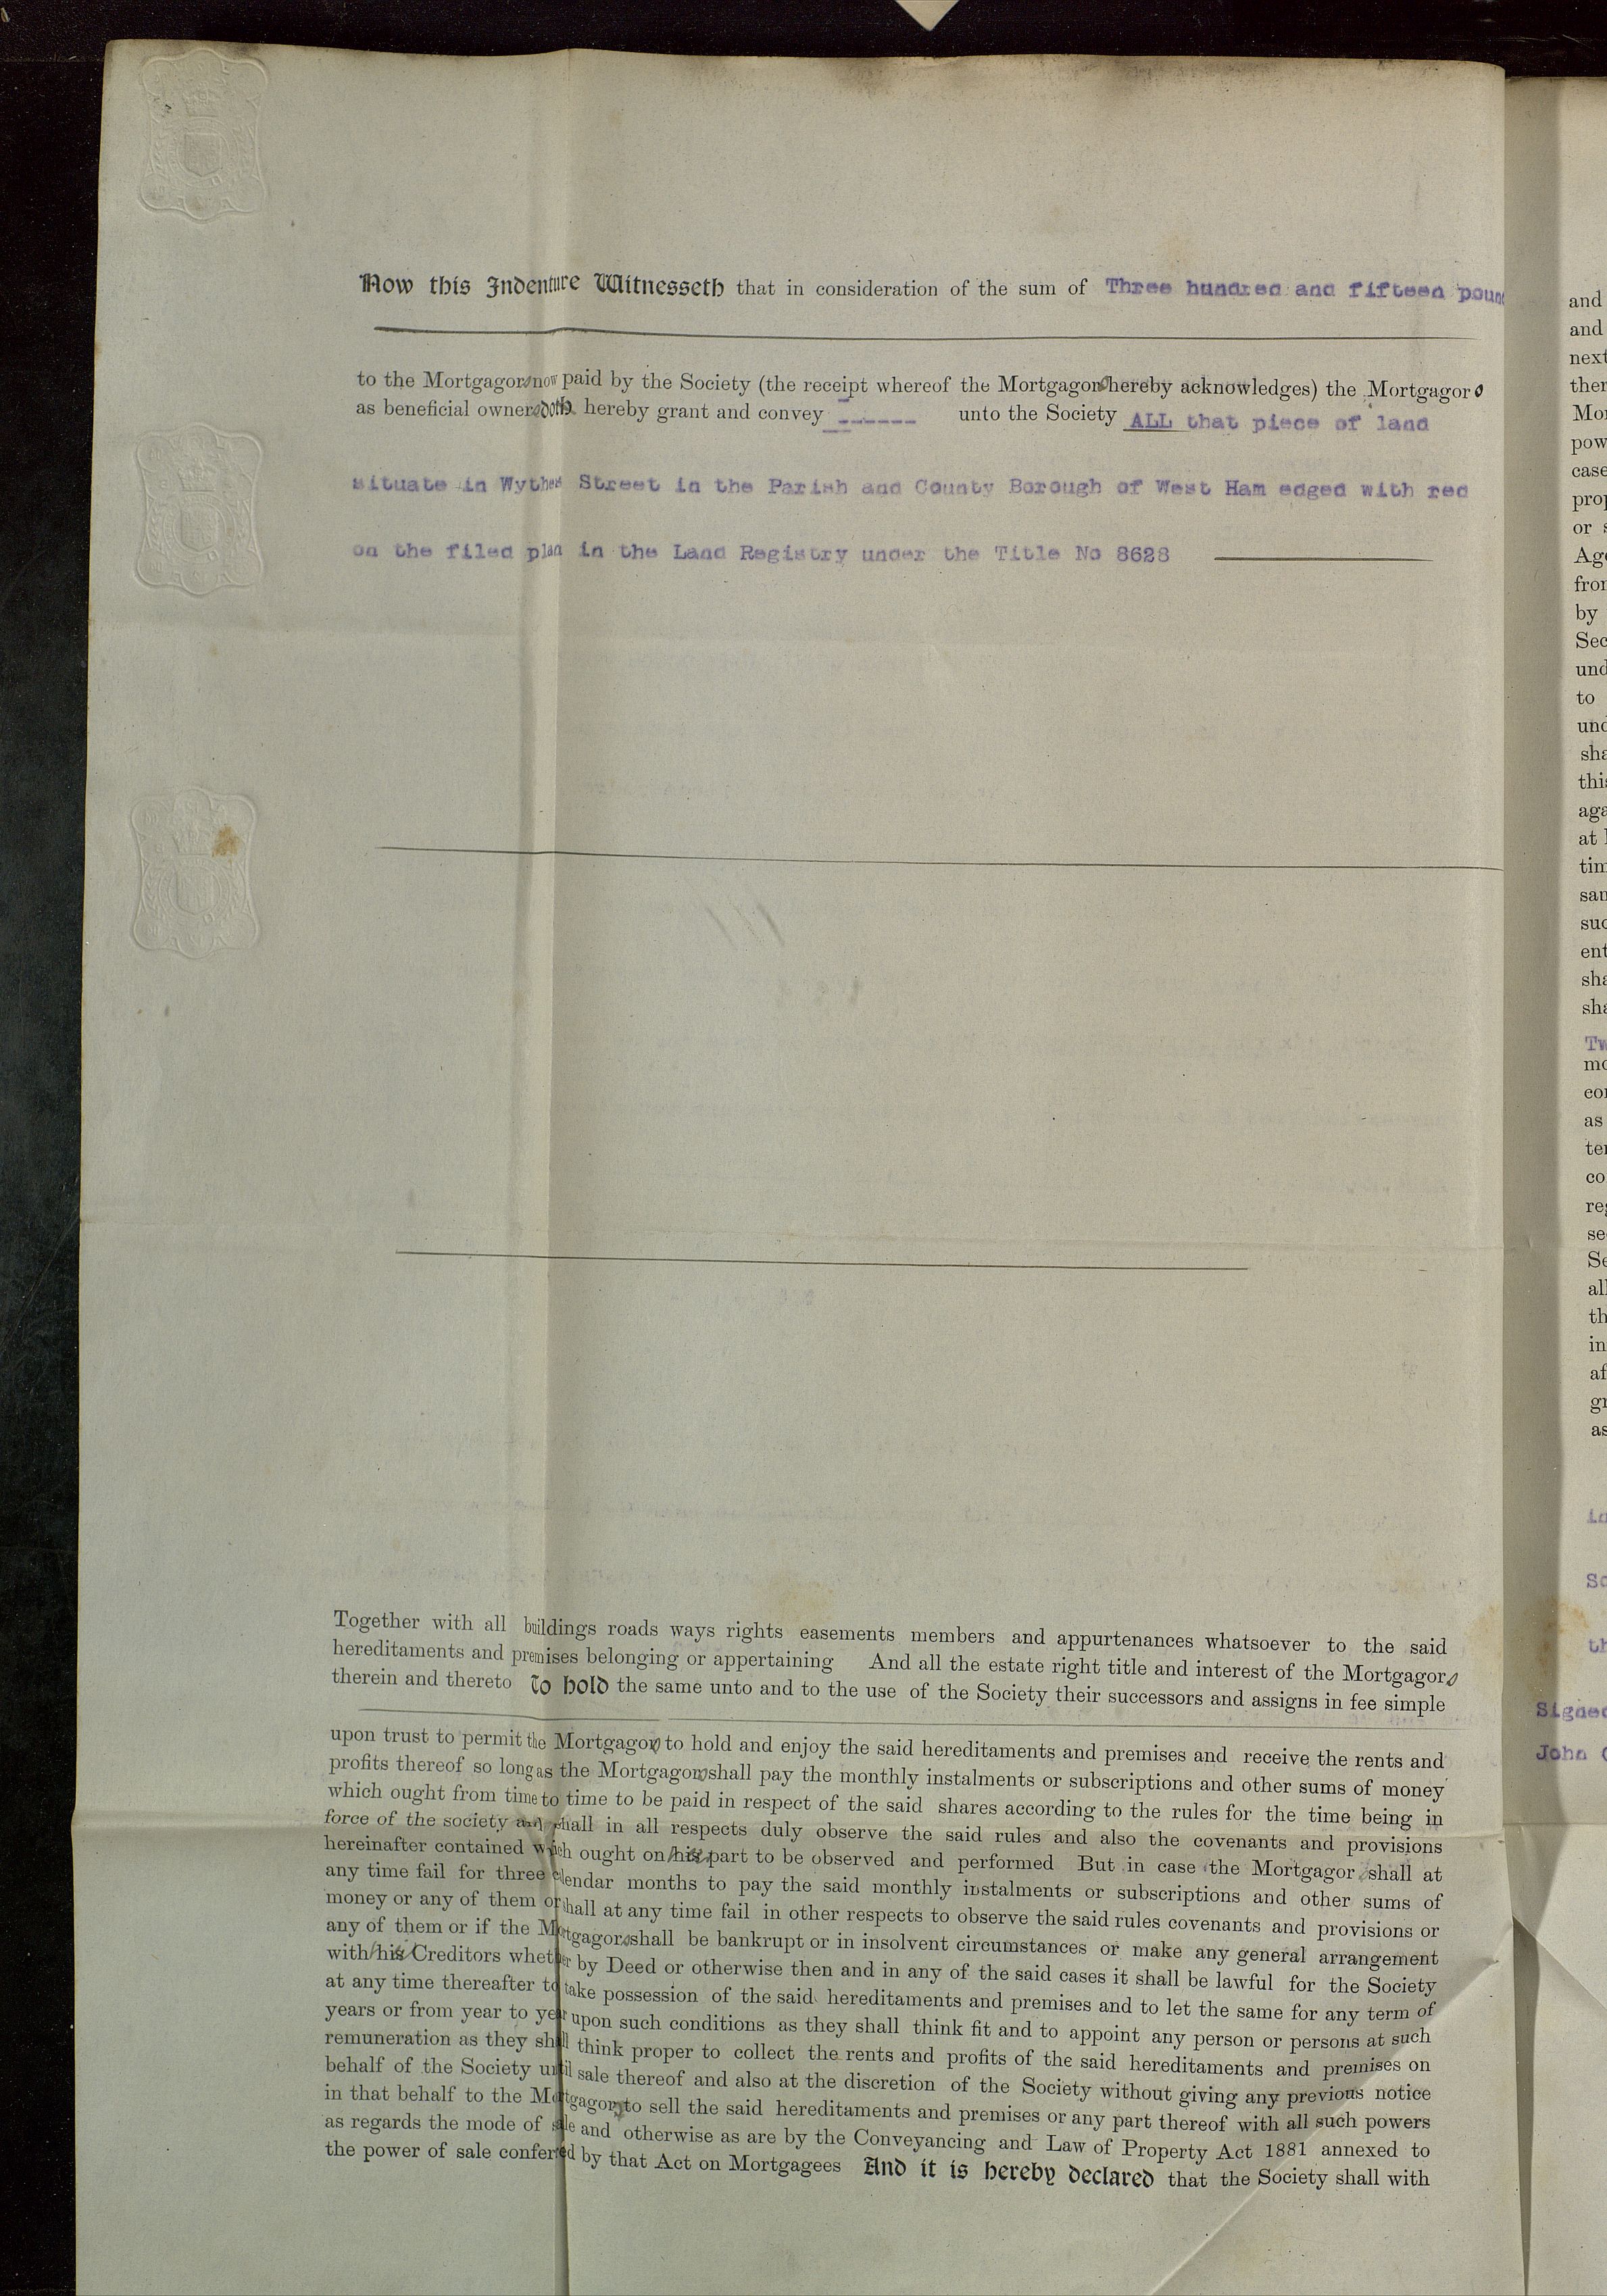 Now this Indenture Witnesseth that in consideration of the sum of Three hundred and fifteen poun
to the Mortgagors now paid by the Society (the receipt whereof the Mortgagors hereby acknowledges) the Mortgagors
as beneficial owners doth hereby grant and convey ------ unto the Society ALL that piece of land
situate in Wythes Street in the Parish and County Borough of West Ham edged with red
on the filed plan in the Land Registry under the Title No 8628
Together with all buildings roads ways rights easements members and appurtenances whatsoever to the said
hereditaments and premises belonging or appertaining And all the estate right title and interest of the Mortgagors
therein and thereto To hold the same unto and to the use of the Society their successors and assigns in fee simple
upon trust to permit the Mortgagors to hold and enjoy the said hereditaments and premises and receive the rents and
profits thereof so long as the Mortgagors shall pay the monthly instalments or subscriptions and other sums of money
which ought from time to time to be paid in respect of the said shares according to the rules for the time being in
force of the society and shall in all respects duly observe the said rules and also the covenants and provisions
hereinafter contained which ought on his part to be observed and performed But in case the Mortgagors shall at
any time fail for three calendar months to pay the said monthly instalments or subscriptions and other sums of
money or any of them or shall at any time fail in other respects to observe the said rules covenants and provisions or
any of them or if the Mortgagors shall be bankrupt or in insolvent circumstances or make any general arrangement
with his Creditors whether by Deed or otherwise then and in any of the said cases it shall be lawful for the Society
at any time thereafter to take possession of the said hereditaments and premises and to let the same for any term of
years or from year to year upon such conditions as they shall think fit and to appoint any person or persons at such
remuneration as they shall think proper to collect the rents and profits of the said hereditaments and premises on
behalf of the Society until sale thereof and also at the discretion of the Society without giving any previous notice
in that behalf to the Mortgagors to sell the said hereditaments and premises or any part thereof with all such powers
as regards the mode of sale and otherwise as are by the Conveyancing and Law of Property Act 1881 annexed to
the power of sale conferred by that Act on Mortgagees And it is hereby declared that the Society shall with
and
and
next
by
to
this
at
as
Signed
John